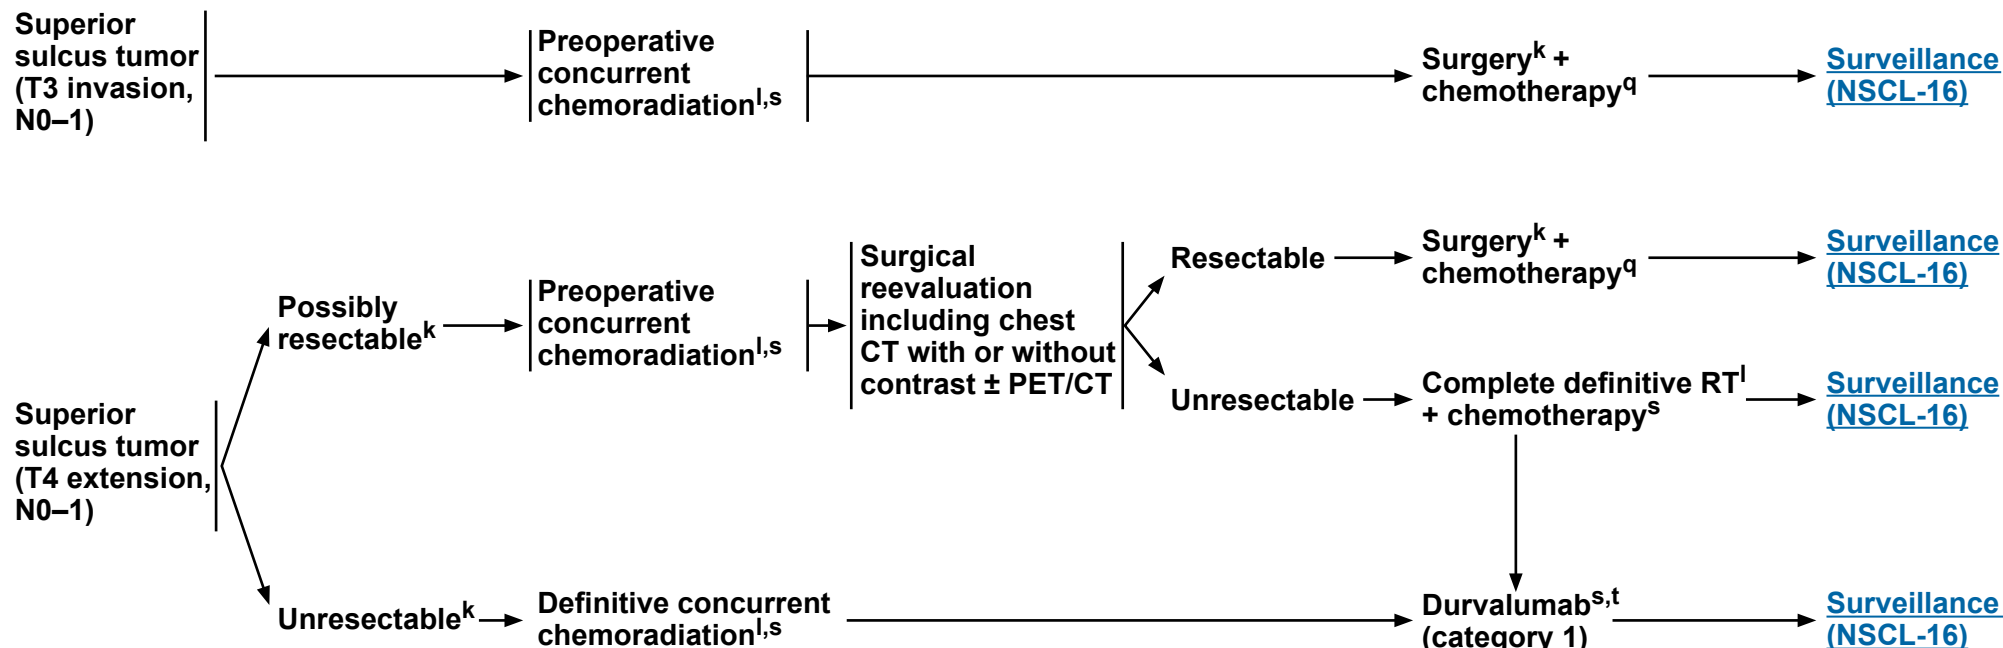 Superior
sulcus tumor
(T3 invasion,
N0–1)
Preoperative
concurrent
chemoradiationl,s
Surgeryk +
chemotherapyq
Surveillance
(NSCL-16)
Superior
sulcus tumor
(T4 extension,
N0–1)
Possibly
resectablek
Preoperative
concurrent
chemoradiationl,s
Surgical
reevaluation
including chest
CT with or without
contrast ± PET/CT
Resectable
Surgeryk +
chemotherapyq
Surveillance
(NSCL-16)
Unresectable
Complete definitive RTl
+ chemotherapys
Surveillance
(NSCL-16)
Unresectablek
Definitive concurrent
chemoradiationl,s
Durvalumabs,t
(category 1)
Surveillance
(NSCL-16)